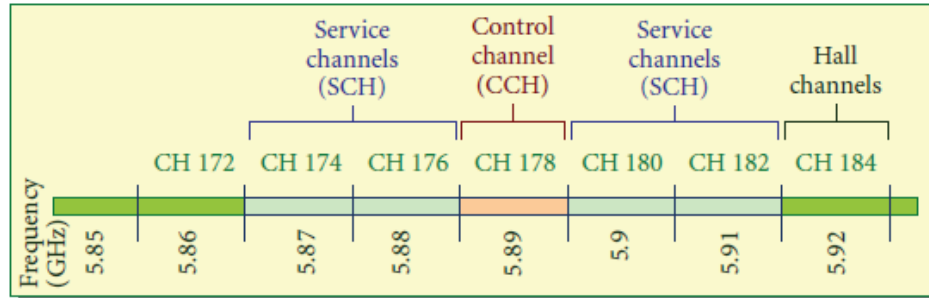 Service
channels
(SCH)
Control
channel
(CCH)
Service
channels
(SCH)
Hall
channels
CH 172
CH 174
CH 176
CH 178
CH 180
CH 182
CH 184
Frequency
(GHz)
5.85
5.86
5.87
5.88
5.89
5.9
5.91
5.92